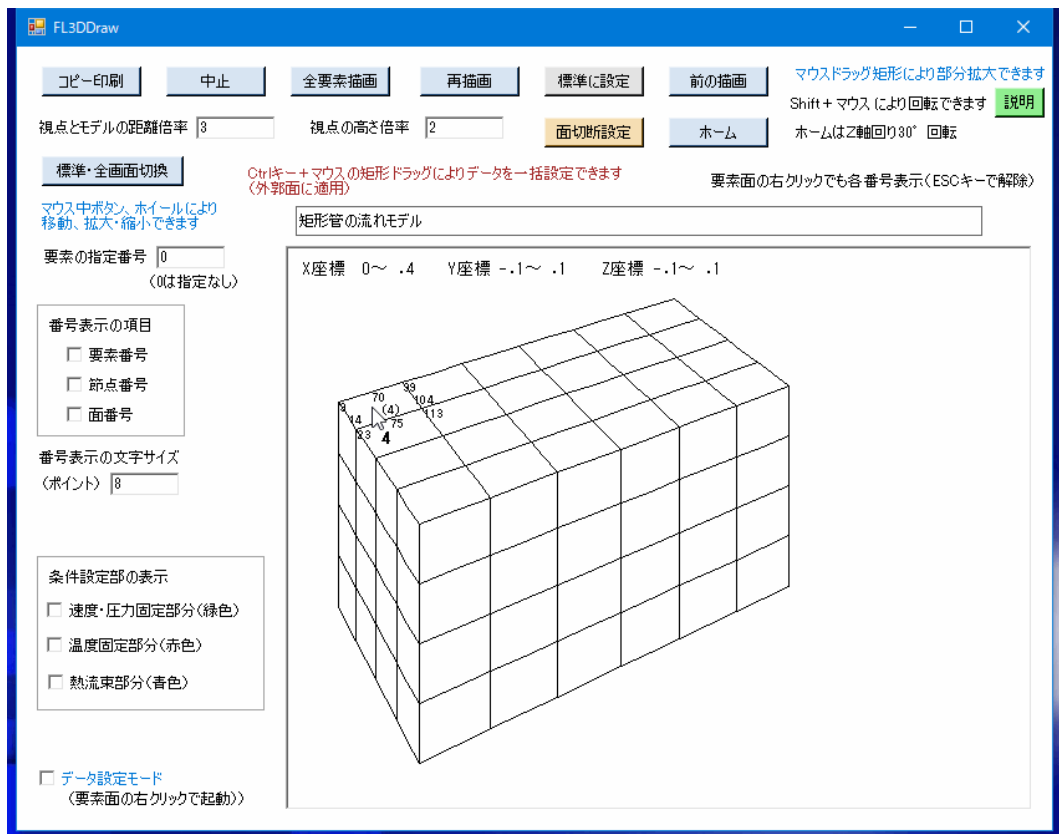 FL3DDraw
コピー印刷 中止 全要素描画 再描画 標準に設定 前の描画
マウスドラッグ矩形により部分拡大できます
Shift+マウス により回転できます 説明
視点とモデルの距離倍率 3 視点の高さ倍率 2 面切断設定 ホーム ホームはZ軸回り30°回転
標準・全画面切換
Ctrlキー+マウスの矩形ドラッグによりデータを一括設定できます
(外郭面に適用)
要素面の右クリックでも各番号表示(ESCキーで解除)
マウス中ボタン、ホイールにより
移動、拡大・縮小できます
矩形管の流れモデル
要素の指定番号 0
(0は指定なし)
X座標 0～ .4 Y座標 -.1～ .1 Z座標 -.1～ .1
番号表示の項目
要素番号
節点番号
面番号
番号表示の文字サイズ
(ポイント) 8
99
70 104
9 (4) 113
14 75
23 4
条件設定部の表示
速度・圧力固定部分(緑色)
温度固定部分(赤色)
熱流束部分(青色)
データ設定モード
(要素面の右クリックで起動))